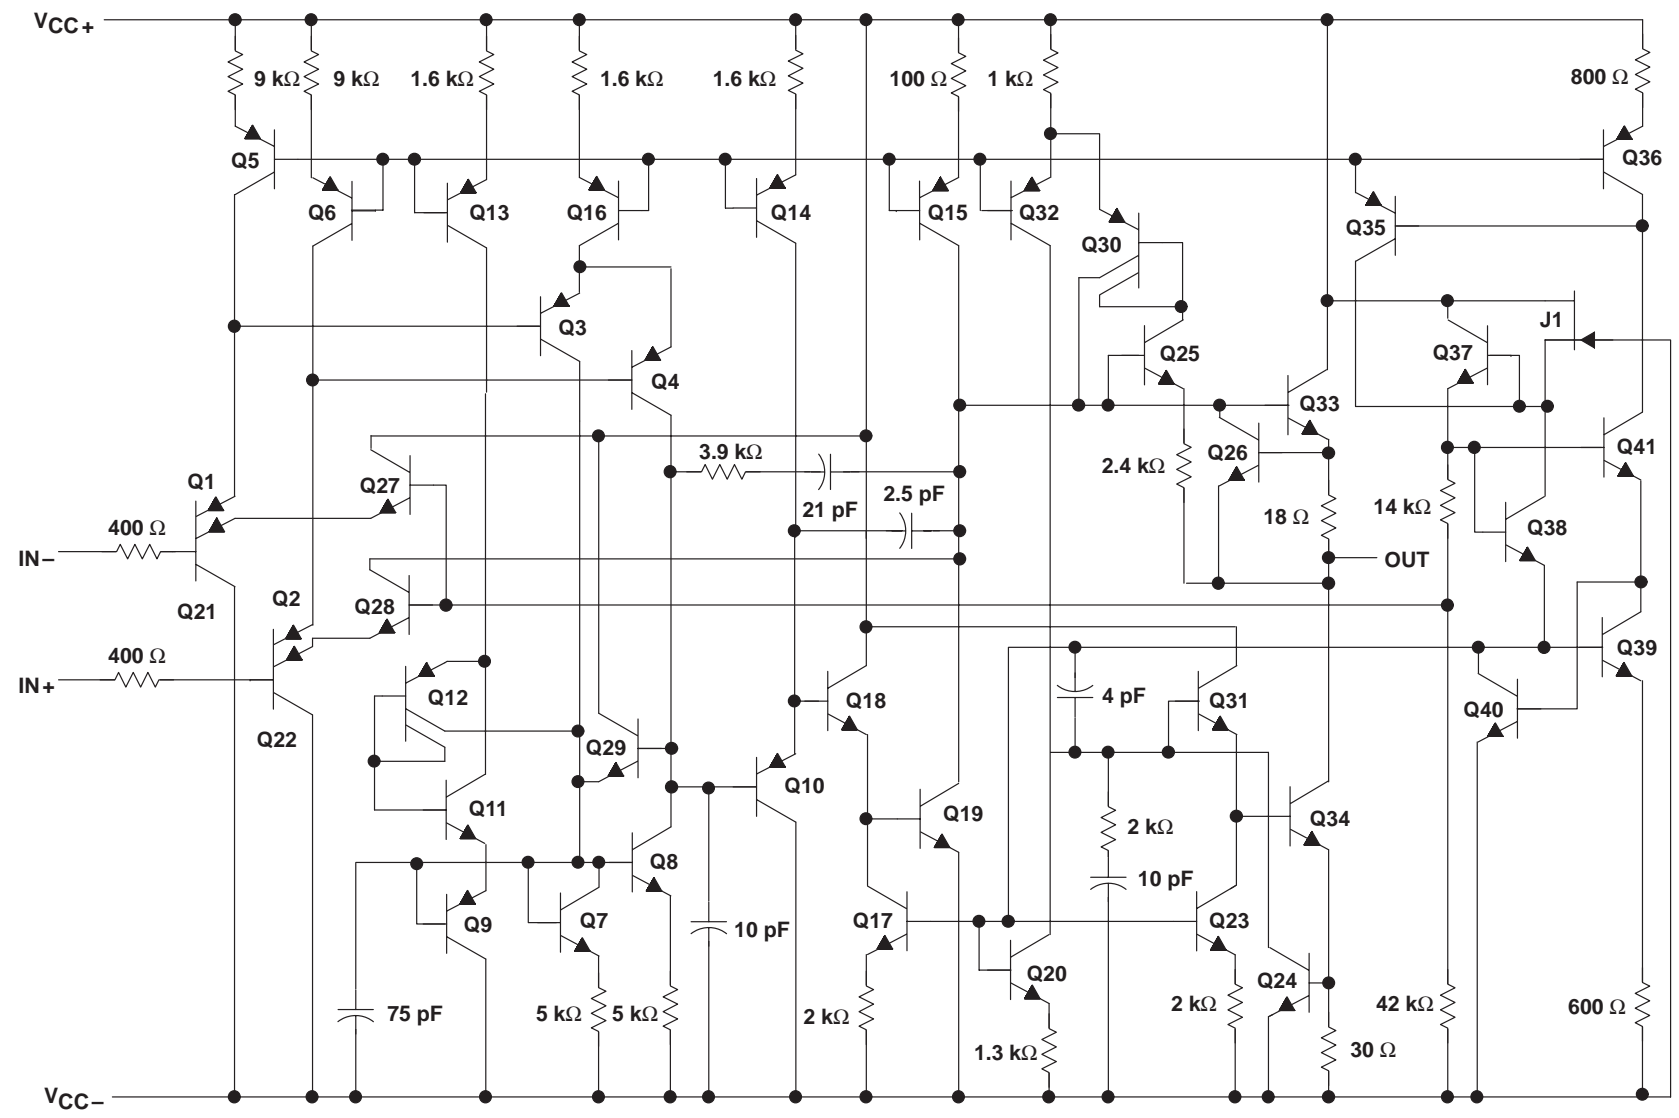 VCC+
9 kΩ 9 kΩ 1.6 kΩ 1.6 kΩ 1.6 kΩ 100 Ω 1 kΩ 800 Ω
Q5 Q36
Q6 Q13 Q16 Q14 Q15 Q32 Q35
Q30
Q3 J1
Q25 Q37
Q4
Q33
3.9 kΩ Q26 Q41
2.4 kΩ
Q1 Q27
2.5 pF
21 pF 18 Ω 14 kΩ
400 Ω Q38
IN− OUT
Q21 Q2 Q28
400 Ω Q39
IN+ Q12 Q18 4 pF Q31
Q40
Q22 Q29
Q10
Q11 Q19 Q34
2 kΩ
Q8
10 pF
Q9 Q7 10 pF Q17 Q23
Q20 Q24
75 pF 5 kΩ 5 kΩ 2 kΩ 2 kΩ 42 kΩ 600 Ω
1.3 kΩ 30 Ω
VCC−